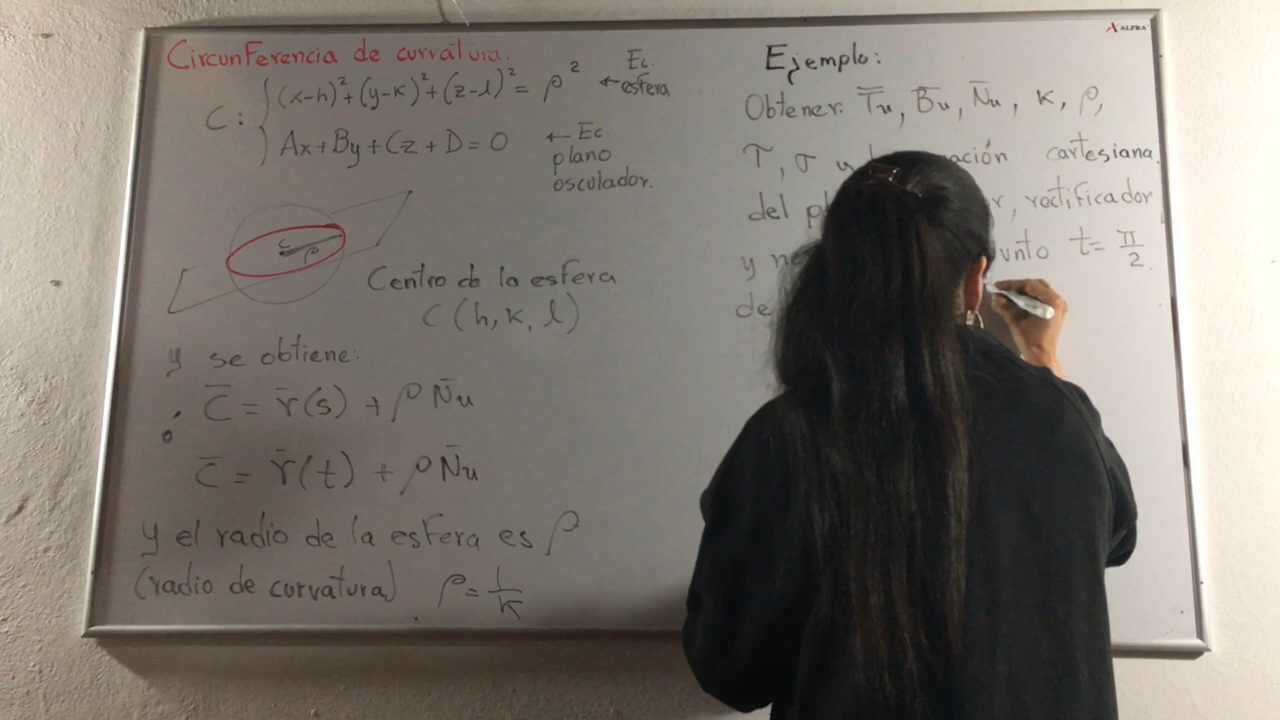 Circunferencia de curvatura.
C: (x-h)²+(y-k)²+(z-l)² = ρ² ← Ec. esfera
Ax+By+Cz+D=0 ← Ec plano osculador.
c ρ
Centro de la esfera
C(h,k,l)
y se obtiene:
C̄ = r̄(s) + ρN̄u
C̄ = r̄(t) + ρN̄u
y el radio de la esfera es ρ
(radio de curvatura) ρ=1/k
ALFRA
Ejemplo:
Obtener: T̄u, B̄u, N̄u, κ, ρ,
τ, σ y cartesiana
del rectificador
y t= π/2.
de